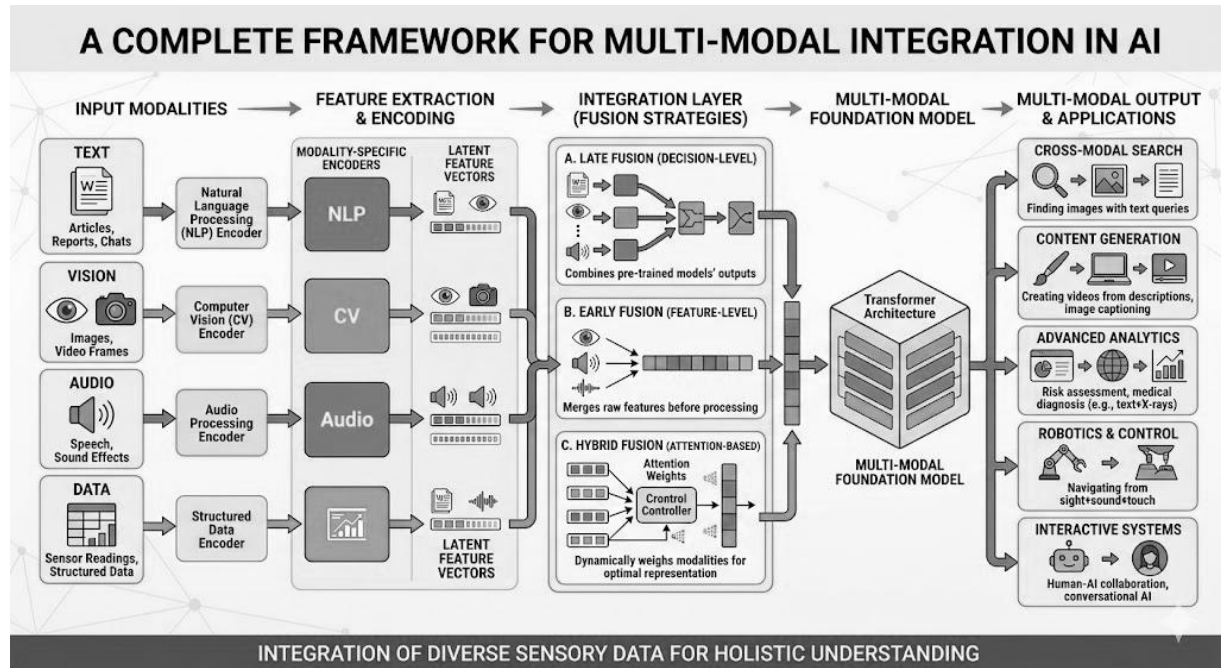 A COMPLETE FRAMEWORK FOR MULTI-MODAL INTEGRATION IN AI
INPUT MODALITIES
FEATURE EXTRACTION
& ENCODING
INTEGRATION LAYER
(FUSION STRATEGIES)
MULTI-MODAL
FOUNDATION MODEL
MULTI-MODAL OUTPUT
& APPLICATIONS
TEXT
W
Articles,
Reports, Chats
VISION
Images,
Video Frames
AUDIO
Speech,
Sound Effects
DATA
Sensor Readings,
Structured Data
Natural
Language
Processing
(NLP) Encoder
Computer
Vision (CV)
Encoder
Audio
Processing
Encoder
Structured
Data
Encoder
MODALITY-SPECIFIC
ENCODERS
NLP
CV
Audio
LATENT
FEATURE
VECTORS
W
W
LATENT
FEATURE
VECTORS
A. LATE FUSION (DECISION-LEVEL)
W
Combines pre-trained models' outputs
B. EARLY FUSION (FEATURE-LEVEL)
Merges raw features before processing
C. HYBRID FUSION (ATTENTION-BASED)
Attention
Weights
Crontrol
Controller
Dynamically weighs modalities for
optimal representation
Transformer
Architecture
MULTI-MODAL
FOUNDATION MODEL
CROSS-MODAL SEARCH
Finding images with text queries
CONTENT GENERATION
Creating videos from descriptions,
image captioning
ADVANCED ANALYTICS
Risk assessment, medical
diagnosis (e.g., text+X-rays)
ROBOTICS & CONTROL
Navigating from
sight+sound+touch
INTERACTIVE SYSTEMS
Human-AI collaboration,
conversational AI
INTEGRATION OF DIVERSE SENSORY DATA FOR HOLISTIC UNDERSTANDING